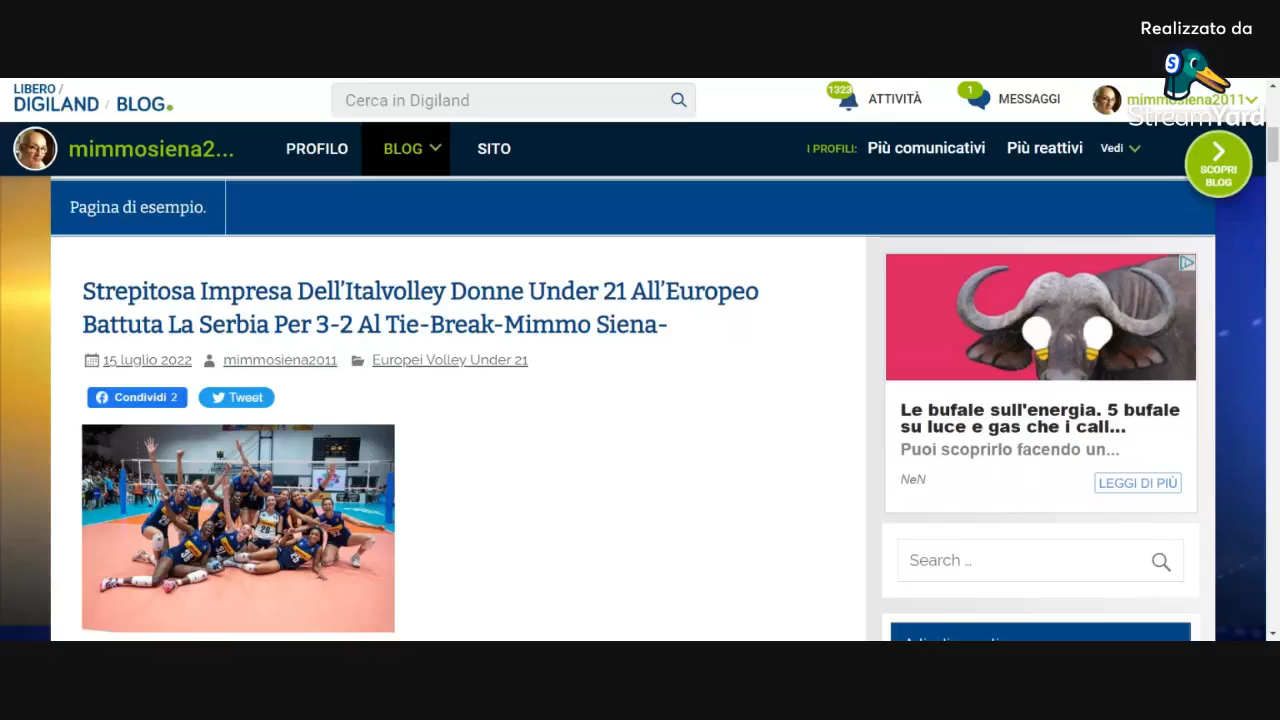 Realizzato da
StreamYard
LIBERO /
DIGILAND / BLOG
Cerca in Digiland
1323
ATTIVITÀ
1
MESSAGGI
mimmosiena2011
mimmosiena2...
PROFILO
BLOG
SITO
I PROFILI:
Più comunicativi
Più reattivi
Vedi
SCOPRI
BLOG
Pagina di esempio.
Strepitosa Impresa Dell’Italvolley Donne Under 21 All’Europeo
Battuta La Serbia Per 3-2 Al Tie-Break-Mimmo Siena-
15 luglio 2022
mimmosiena2011
Europei Volley Under 21
Condividi 2
Tweet
Le bufale sull'energia. 5 bufale
su luce e gas che i call...
Puoi scoprirlo facendo un...
NeN
LEGGI DI PIÙ
Search ...